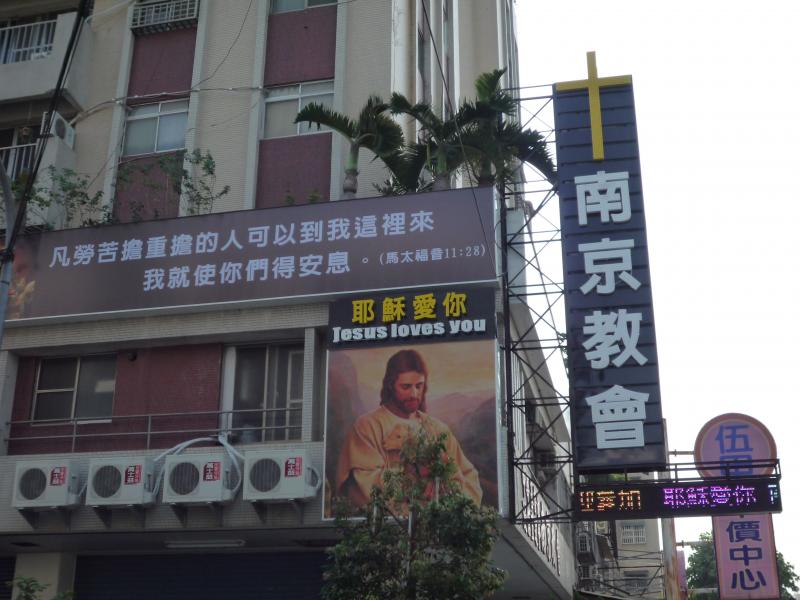 凡勞苦擔重擔的人可以到我這裡來
我就使你們得安息。(馬太福音11:28)
耶穌愛你
Jesus loves you
南京教會
參加
耶穌愛你
伍
價中心